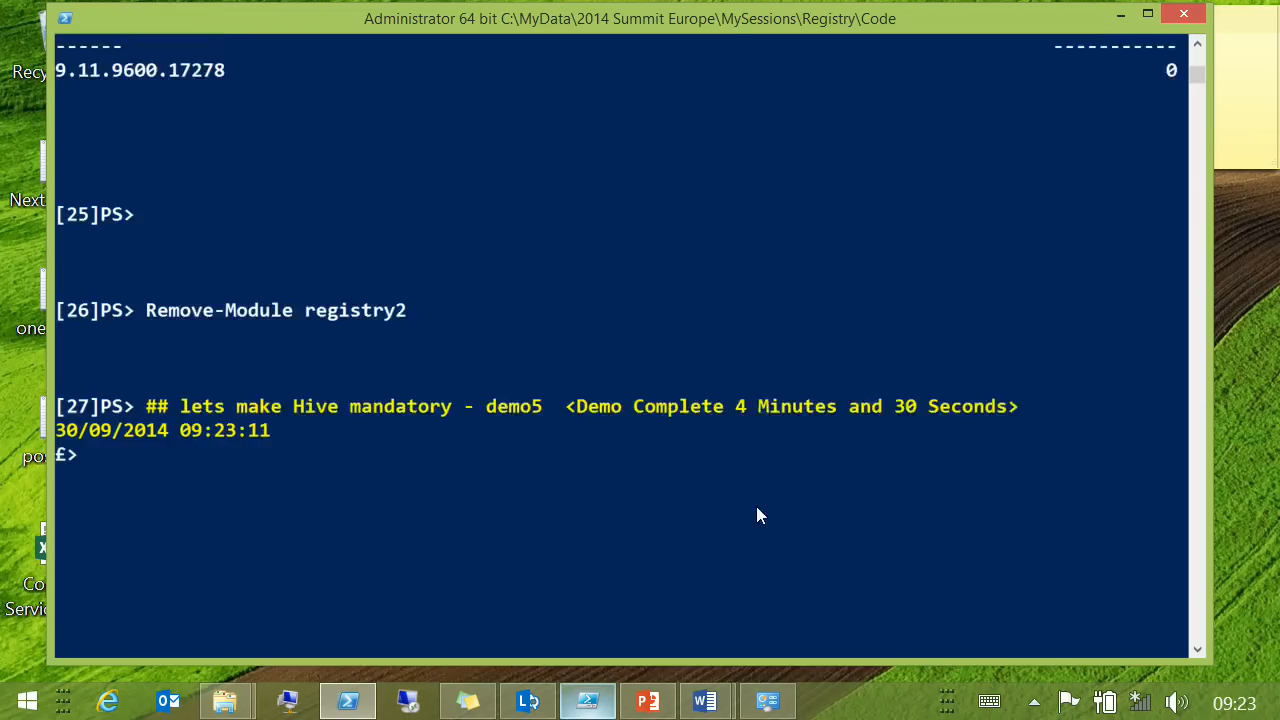 Administrator 64 bit C:\MyData\2014 Summit Europe\MySessions\Registry\Code
------ -----------
9.11.9600.17278 0
[25]PS>
[26]PS> Remove-Module registry2
[27]PS> ## lets make Hive mandatory - demo5 <Demo Complete 4 Minutes and 30 Seconds>
30/09/2014 09:23:11
£>
Recy
Next
one
pos
Co
Servic
09:23